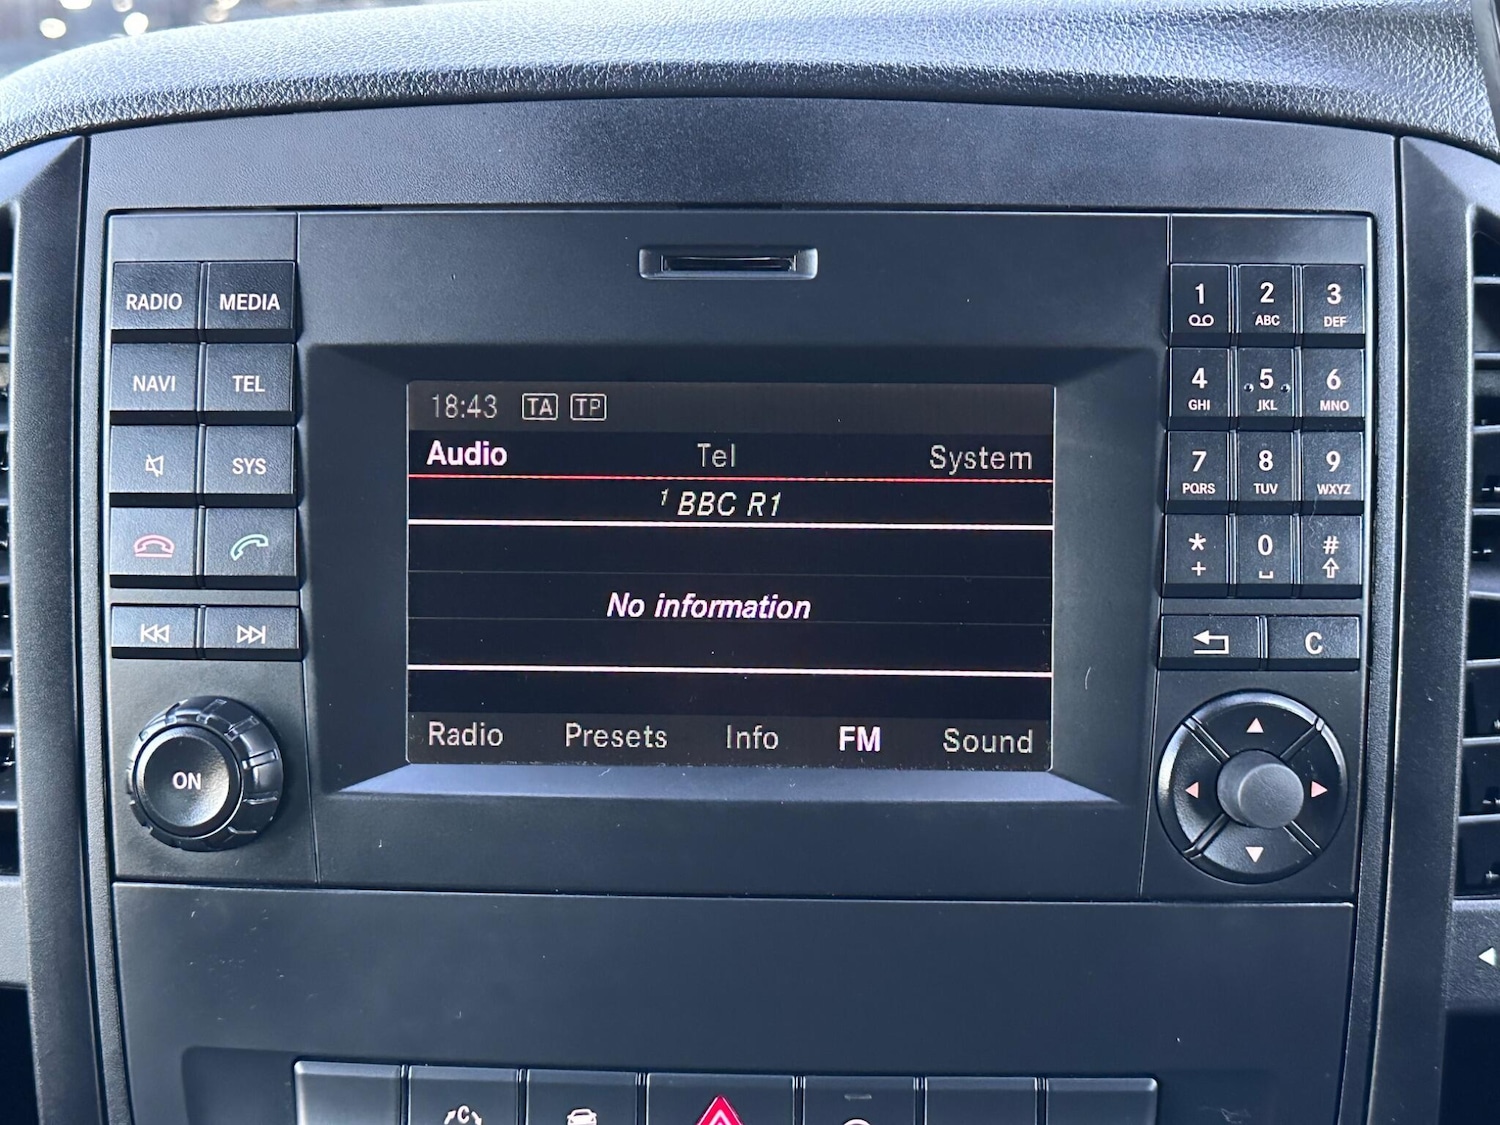 RADIO MEDIA
NAVI TEL
SYS
ON
18:43 TA TP
Audio Tel System
1 BBC R1
No information
Radio Presets Info FM Sound
1 2 3
ABC DEF
4 5 6
GHI JKL MNO
7 8 9
PQRS TUV WXYZ
* 0 #
+
C
C